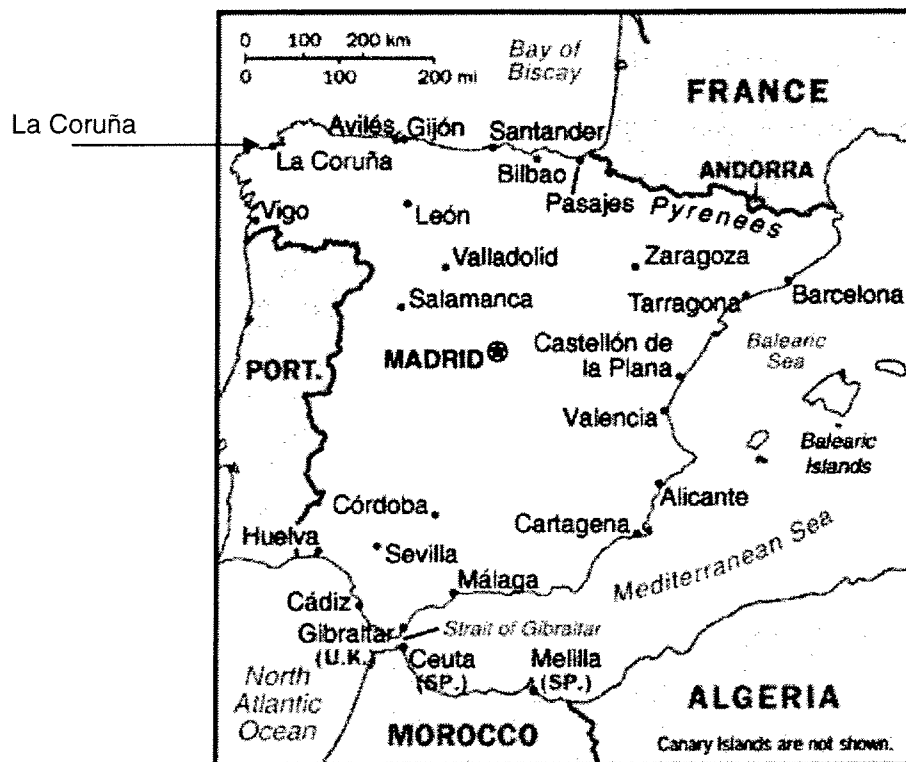 0 100 200 km
0 100 200 mi
Bay of
Biscay
FRANCE
La Coruña
Avilés
Gijón
Santander
La Coruña
Bilbao
ANDORRA
Pasajes
Pyrenees
Vigo
León
Valladolid
Zaragoza
Salamanca
Tarragona
Barcelona
PORT.
MADRID
Castellón de
la Plana
Balearic
Sea
Valencia
Balearic
Islands
Alicante
Córdoba
Cartagena
Huelva
Sevilla
Mediterranean Sea
Málaga
Cádiz
Gibraltar
(U.K.)
Strait of Gibraltar
Ceuta
(SP.)
Melilla
(SP.)
North
Atlantic
Ocean
ALGERIA
MOROCCO
Canary Islands are not shown.